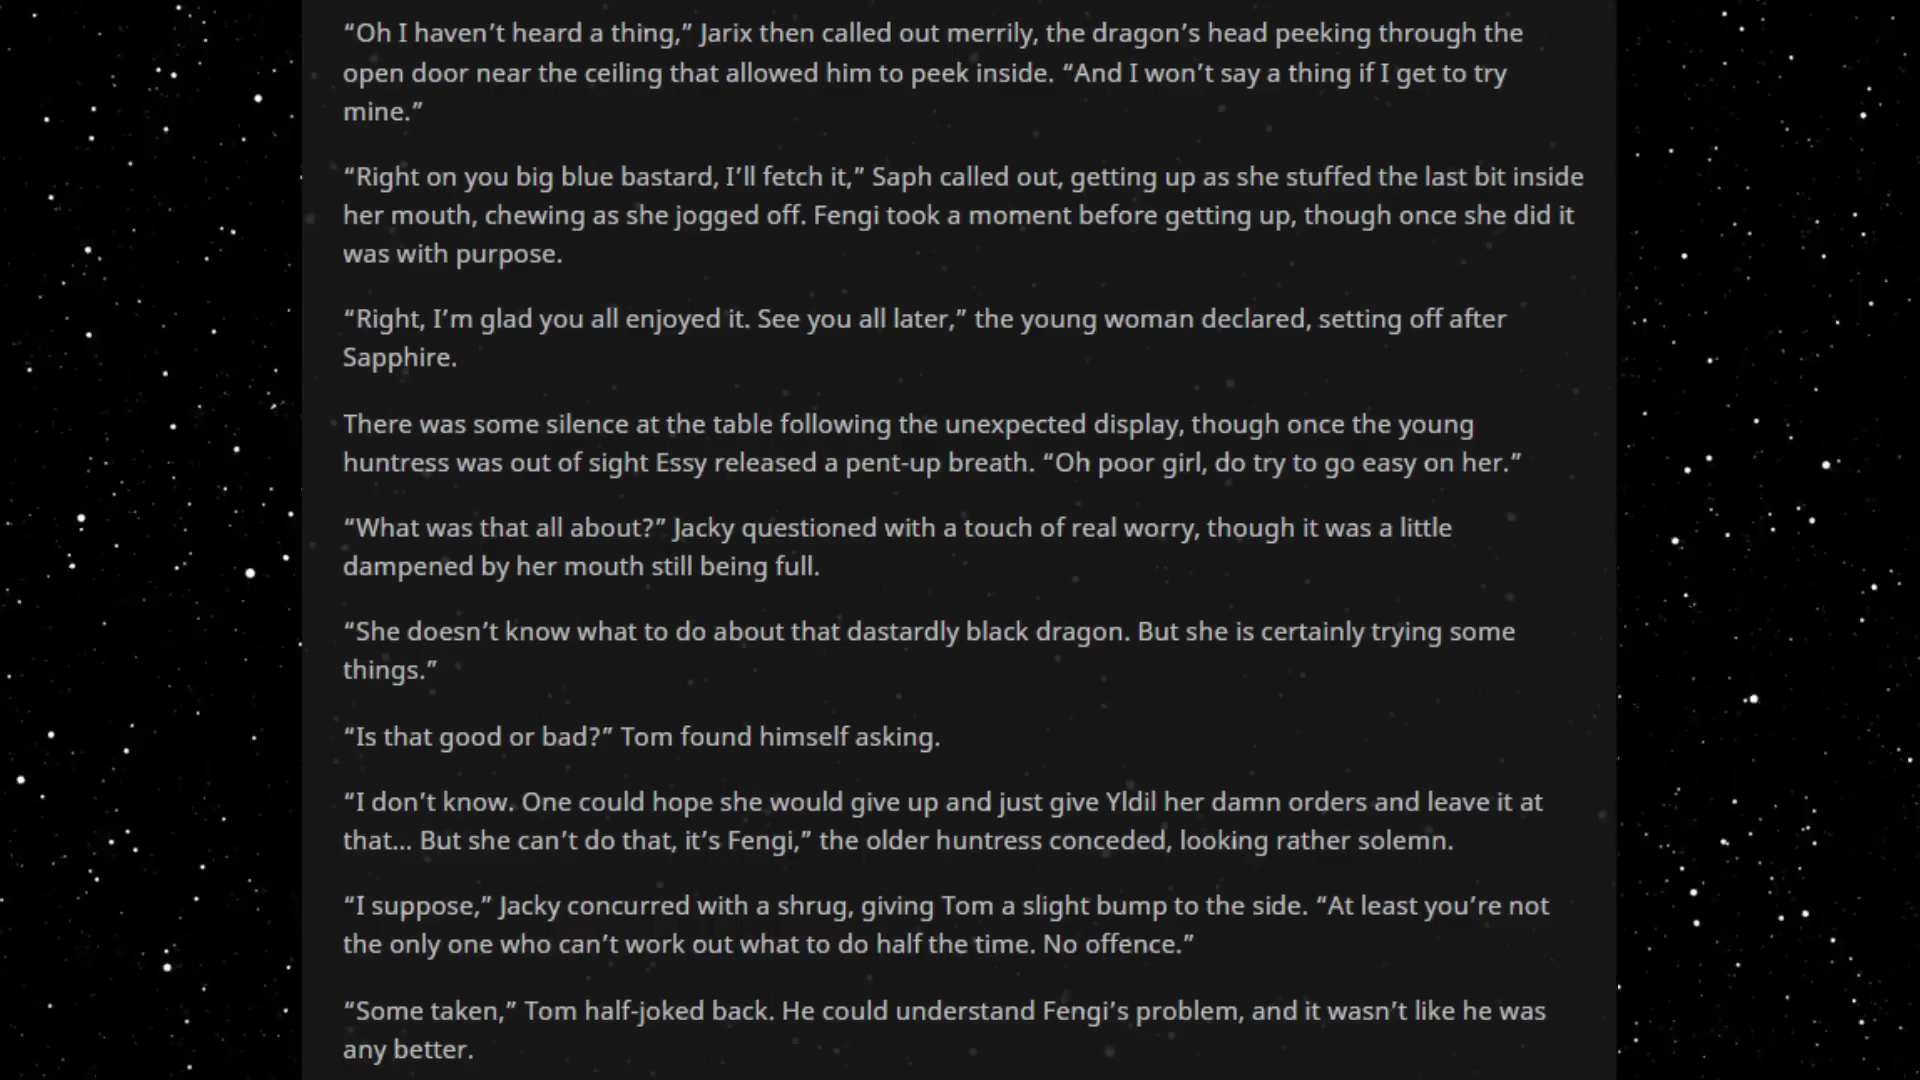 “Oh I haven’t heard a thing,” Jarix then called out merrily, the dragon’s head peeking through the
open door near the ceiling that allowed him to peek inside. “And I won’t say a thing if I get to try
mine.”
“Right on you big blue bastard, I’ll fetch it,” Saph called out, getting up as she stuffed the last bit inside
her mouth, chewing as she jogged off. Fengi took a moment before getting up, though once she did it
was with purpose.
“Right, I’m glad you all enjoyed it. See you all later,” the young woman declared, setting off after
Sapphire.
There was some silence at the table following the unexpected display, though once the young
huntress was out of sight Essy released a pent-up breath. “Oh poor girl, do try to go easy on her.”
“What was that all about?” Jacky questioned with a touch of real worry, though it was a little
dampened by her mouth still being full.
“She doesn’t know what to do about that dastardly black dragon. But she is certainly trying some
things.”
“Is that good or bad?” Tom found himself asking.
“I don’t know. One could hope she would give up and just give Yldil her damn orders and leave it at
that... But she can’t do that, it’s Fengi,” the older huntress conceded, looking rather solemn.
“I suppose,” Jacky concurred with a shrug, giving Tom a slight bump to the side. “At least you’re not
the only one who can’t work out what to do half the time. No offence.”
“Some taken,” Tom half-joked back. He could understand Fengi’s problem, and it wasn’t like he was
any better.